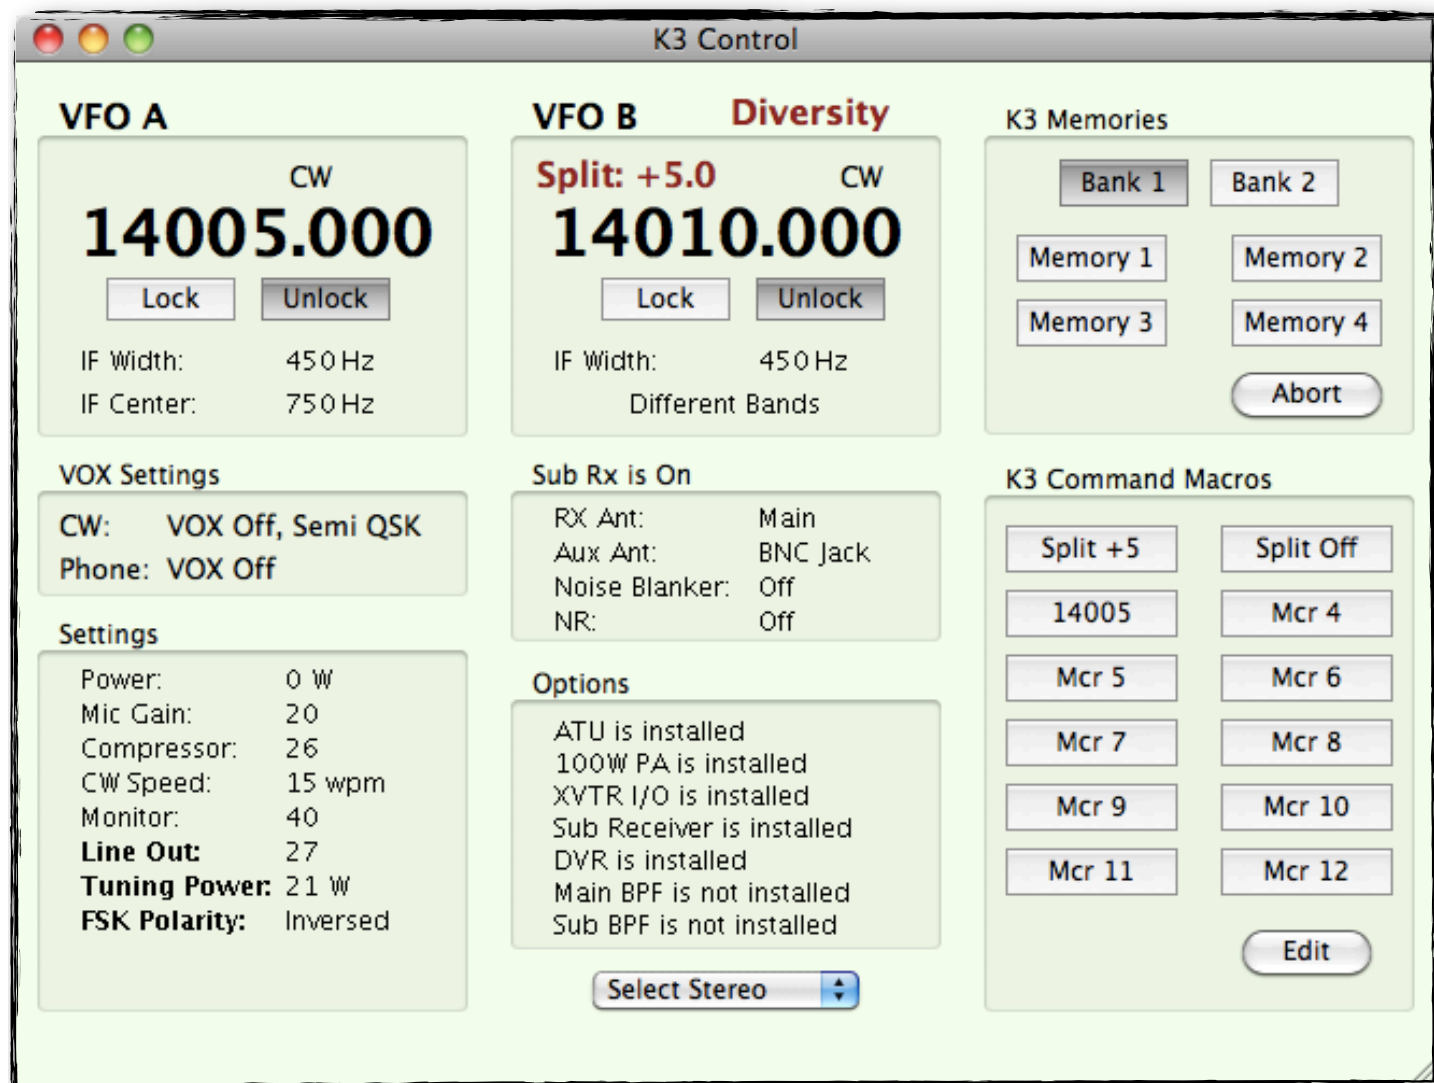 K3 Control
VFO A
CW
14005.000
Lock Unlock
IF Width: 450 Hz
IF Center: 750 Hz
VFO B Diversity
Split: +5.0 CW
14010.000
Lock Unlock
IF Width: 450 Hz
Different Bands
K3 Memories
Bank 1 Bank 2
Memory 1 Memory 2
Memory 3 Memory 4
Abort
VOX Settings
CW: VOX Off, Semi QSK
Phone: VOX Off
Sub Rx is On
RX Ant: Main
Aux Ant: BNC Jack
Noise Blanker: Off
NR: Off
K3 Command Macros
Split +5 Split Off
14005 Mcr 4
Mcr 5 Mcr 6
Mcr 7 Mcr 8
Mcr 9 Mcr 10
Mcr 11 Mcr 12
Edit
Settings
Power: 0 W
Mic Gain: 20
Compressor: 26
CW Speed: 15 wpm
Monitor: 40
Line Out: 27
Tuning Power: 21 W
FSK Polarity: Inversed
Options
ATU is installed
100W PA is installed
XVTR I/O is installed
Sub Receiver is installed
DVR is installed
Main BPF is not installed
Sub BPF is not installed
Select Stereo